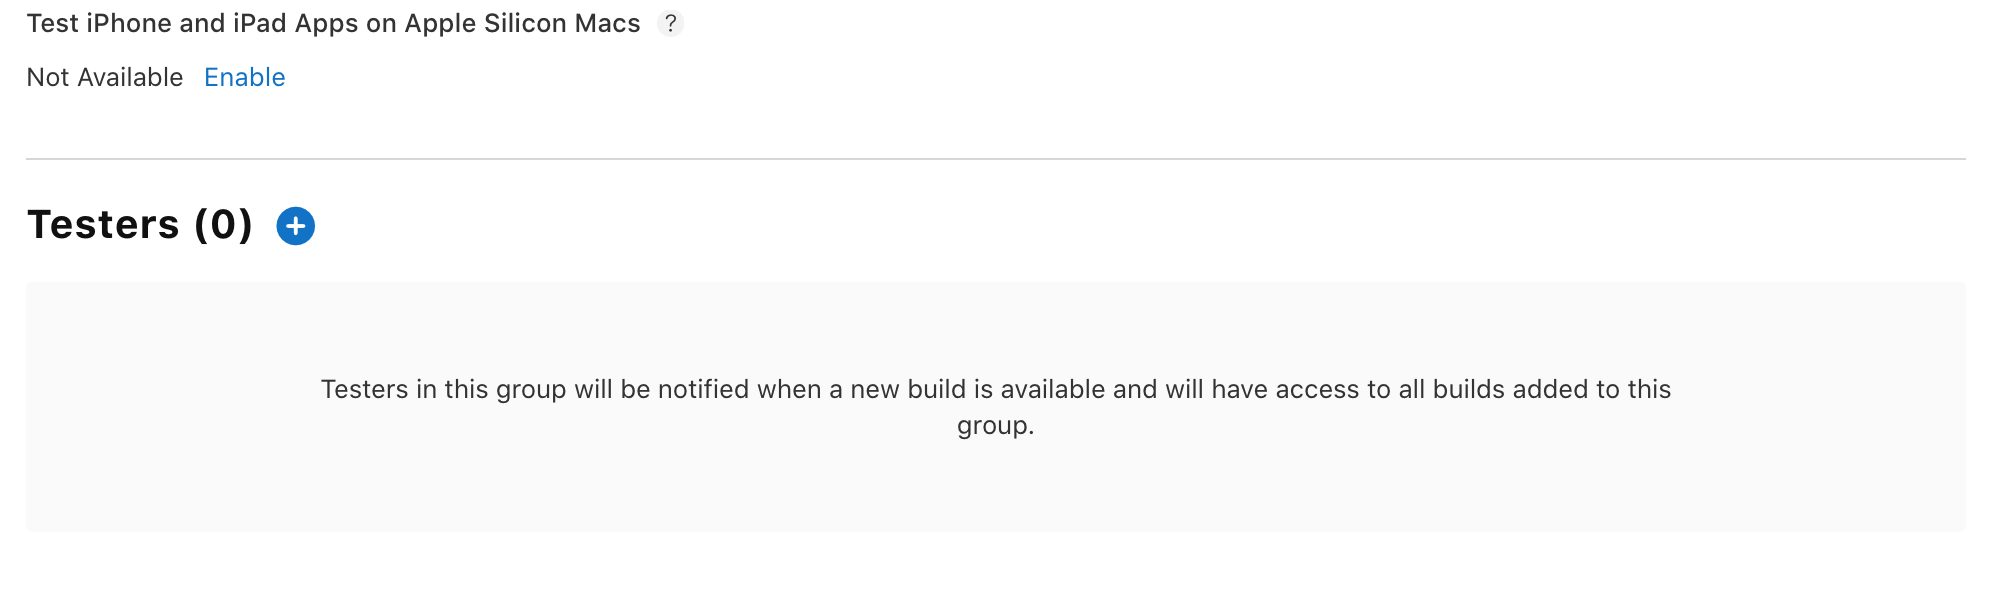 Test iPhone and iPad Apps on Apple Silicon Macs ?
Not Available Enable
Testers (0) +
Testers in this group will be notified when a new build is available and will have access to all builds added to this
group.